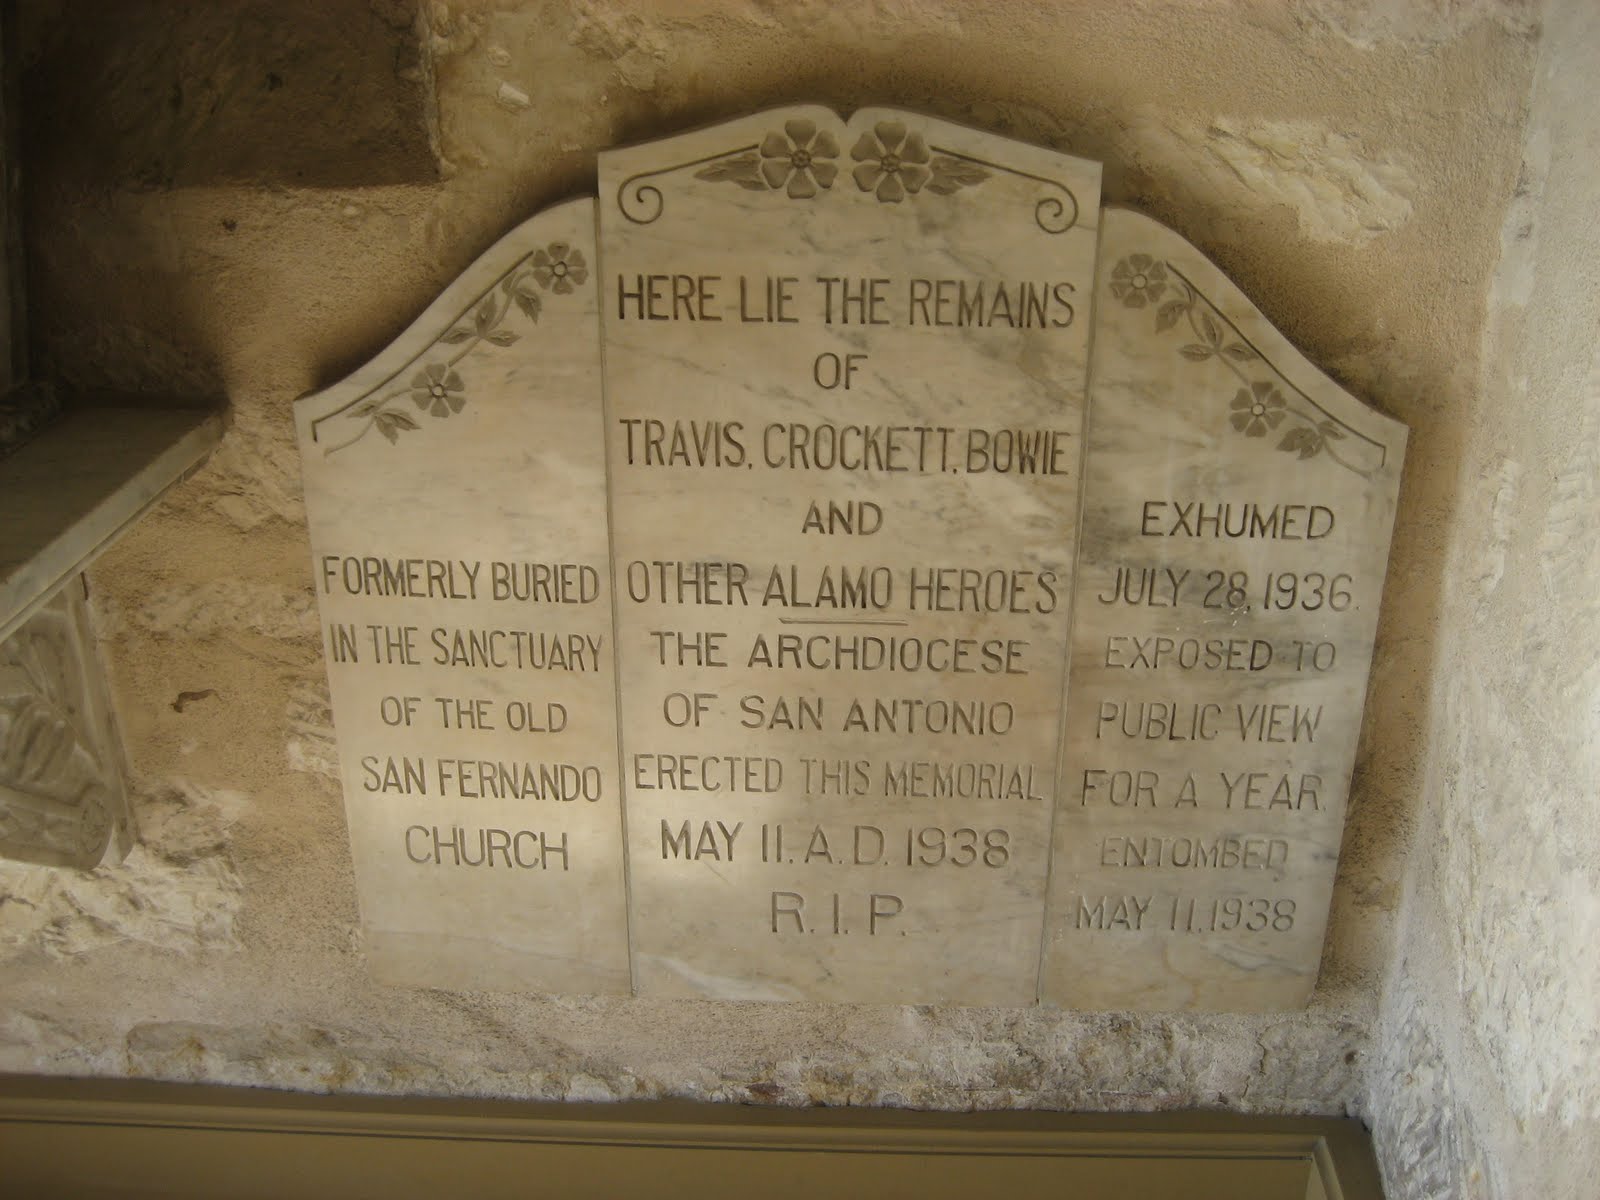 FORMERLY BURIED
IN THE SANCTUARY
OF THE OLD
SAN FERNANDO
CHURCH
HERE LIE THE REMAINS
OF
TRAVIS, CROCKETT, BOWIE
AND
OTHER ALAMO HEROES
THE ARCHDIOCESE
OF SAN ANTONIO
ERECTED THIS MEMORIAL
MAY 11. A. D. 1938
R. I. P.
EXHUMED
JULY 28, 1936.
EXPOSED TO
PUBLIC VIEW
FOR A YEAR.
ENTOMBED
MAY 11, 1938